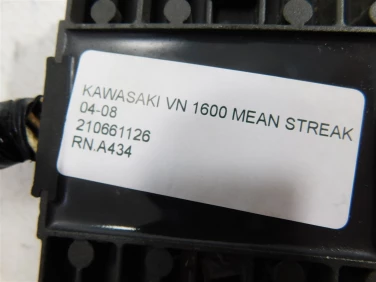 KAWASAKI VN 1600 MEAN STREAK
04-08
210661126
RN.A434